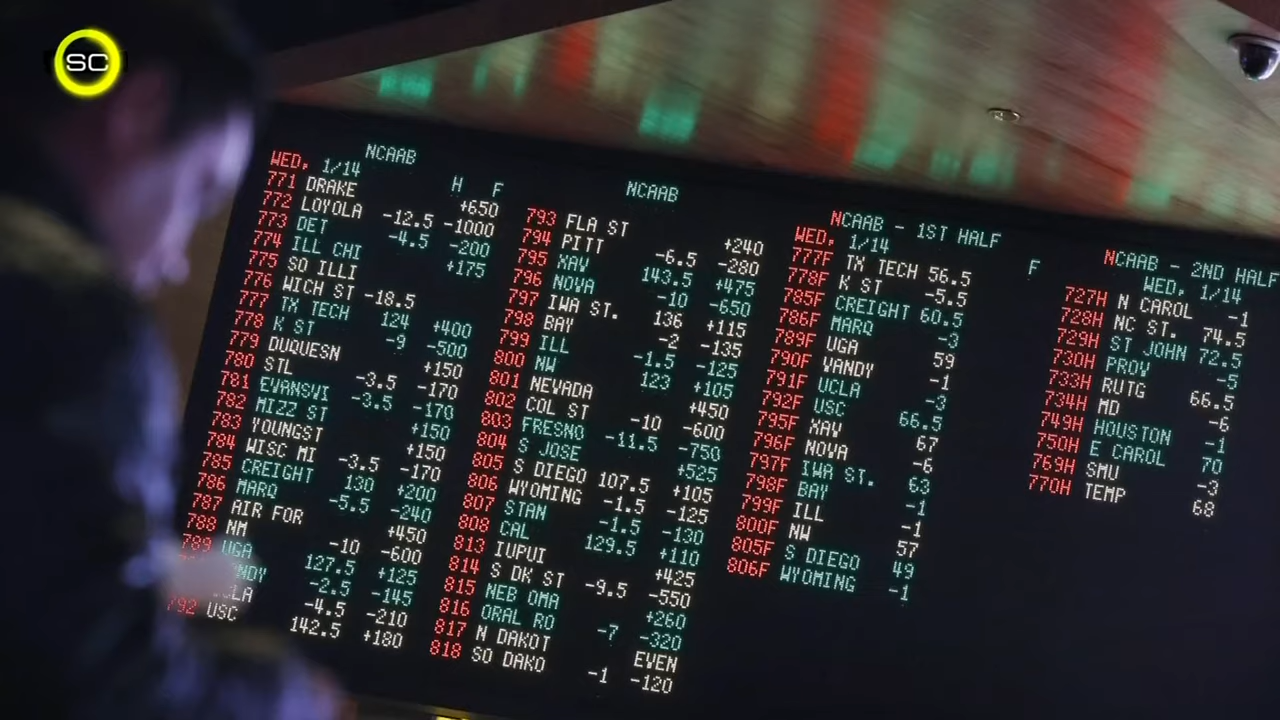 SC
NCAAB
WED, 1/14
H F
771 DRAKE +650
772 LOYOLA -12.5 -1000
773 DET -4.5 -200
774 ILL CHI +175
775 SO ILLI
776 WICH ST -18.5
777 TX TECH 124 +400
778 K ST -9 -500
779 DUQUESN +150
780 STL -3.5 -170
781 EVANSVI -3.5 -170
782 MIZZ ST +150
783 YOUNGST +150
784 WISC MI -3.5 -170
785 CREIGHT 130 +200
786 MARQ -5.5 -240
787 AIR FOR +450
788 NM -10 -600
789 UGA 127.5 +125
-2.5 -145
-4.5 -210
792 USC 142.5 +180
NCAAB
793 FLA ST +240
794 PITT -6.5 -280
795 XAV 143.5 +475
796 NOVA -10 -650
797 IWA ST. 136 +115
798 BAY -2 -135
799 ILL -1.5 -125
800 NW 123 +105
801 NEVADA +450
802 COL ST -10 -600
803 FRESNO -11.5 -750
804 S JOSE +525
805 S DIEGO 107.5 +105
806 WYOMING -1.5 -125
807 STAN -1.5 -130
808 CAL 129.5 +110
813 IUPUI +425
814 S DK ST -9.5 -550
815 NEB OMA +260
816 ORAL RO -7 -320
817 N DAKOT EVEN
818 SO DAKO -1 -120
NCAAB - 1ST HALF
WED, 1/14
F
777F TX TECH 56.5
778F K ST -5.5
785F CREIGHT 60.5
786F MARQ -3
789F UGA 59
790F VANDY -1
791F UCLA -3
792F USC 66.5
795F XAV 67
796F NOVA -6
797F IWA ST. 63
798F BAY -1
799F ILL -1
800F NW 57
805F S DIEGO 49
806F WYOMING -1
NCAAB - 2ND HALF
WED, 1/14
727H N CAROL -1
728H NC ST. 74.5
729H ST JOHN 72.5
730H PROV -5
733H RUTG 66.5
734H MD -6
749H HOUSTON -1
750H E CAROL 70
769H SMU -3
770H TEMP 68